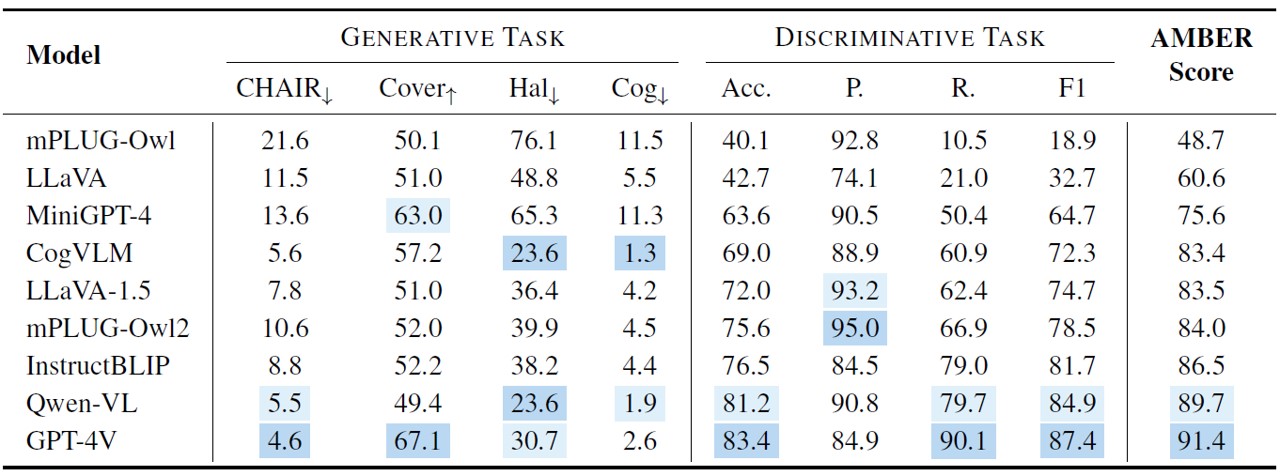 Model GENERATIVE TASK DISCRIMINATIVE TASK AMBER Score
CHAIR↓ Cover↑ Hal↓ Cog↓ Acc. P. R. F1
mPLUG-Owl 21.6 50.1 76.1 11.5 40.1 92.8 10.5 18.9 48.7
LLaVA 11.5 51.0 48.8 5.5 42.7 74.1 21.0 32.7 60.6
MiniGPT-4 13.6 63.0 65.3 11.3 63.6 90.5 50.4 64.7 75.6
CogVLM 5.6 57.2 23.6 1.3 69.0 88.9 60.9 72.3 83.4
LLaVA-1.5 7.8 51.0 36.4 4.2 72.0 93.2 62.4 74.7 83.5
mPLUG-Owl2 10.6 52.0 39.9 4.5 75.6 95.0 66.9 78.5 84.0
InstructBLIP 8.8 52.2 38.2 4.4 76.5 84.5 79.0 81.7 86.5
Qwen-VL 5.5 49.4 23.6 1.9 81.2 90.8 79.7 84.9 89.7
GPT-4V 4.6 67.1 30.7 2.6 83.4 84.9 90.1 87.4 91.4